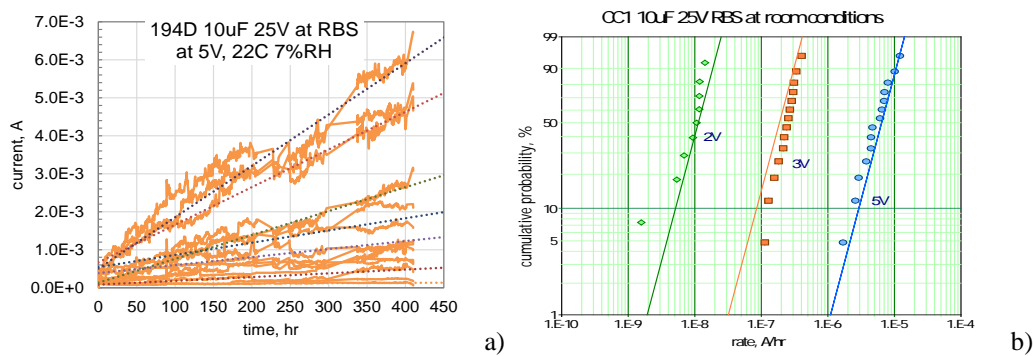 194D 10uF 25V at RBS
at 5V, 22C 7%RH
7.0E-3
6.0E-3
5.0E-3
4.0E-3
3.0E-3
2.0E-3
1.0E-3
0.0E+0
current, A
0 50 100 150 200 250 300 350 400 450
time, hr
a)
CC1 10uF 25V RBS at room conditions
99
90
50
10
5
1
cumulative probability, %
2V
3V
5V
1.E-10 1.E-9 1.E-8 1.E-7 1.E-6 1.E-5 1.E-4
rate, A/hr
b)